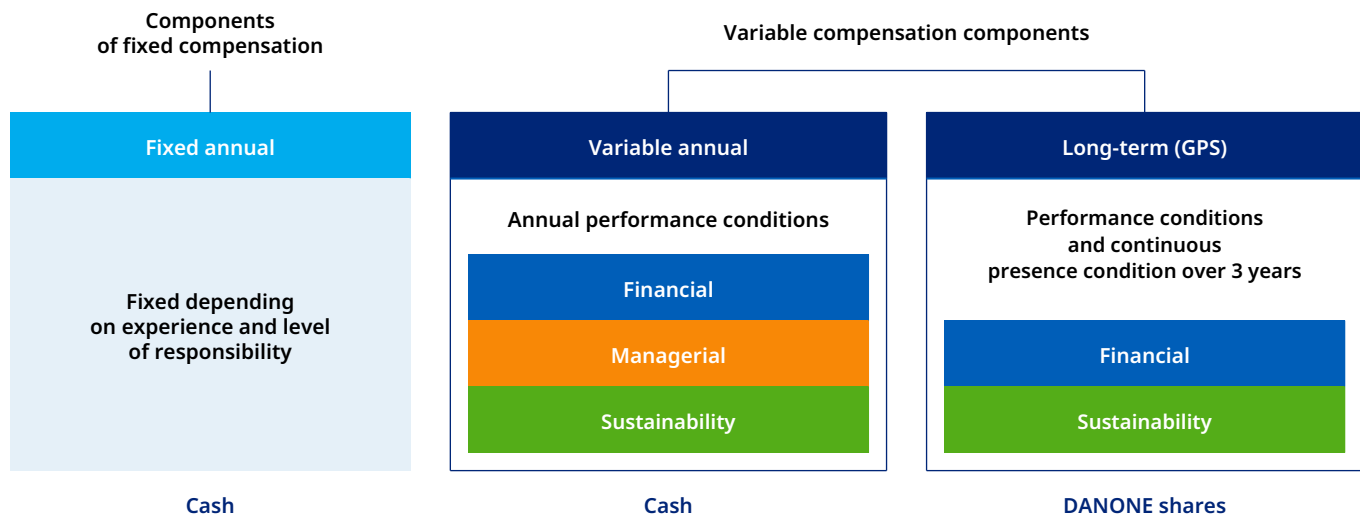 Components
of fixed compensation
Variable compensation components
Fixed annual
Fixed depending
on experience and level
of responsibility
Cash
Variable annual
Annual performance conditions
Financial
Managerial
Sustainability
Cash
Long-term (GPS)
Performance conditions
and continuous
presence condition over 3 years
Financial
Sustainability
DANONE shares